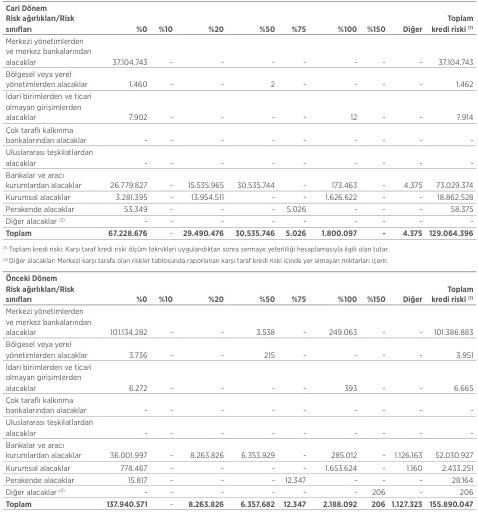 Cari Dönem
Risk ağırlıkları/Risk sınıfları %0 %10 %20 %50 %75 %100 %150 Diğer Toplam kredi riski (1)
Merkezi yönetimlerden
ve merkez bankalarından
alacaklar 37.104.743 - - - - - - - 37.104.743
Bölgesel veya yerel
yönetimlerden alacaklar 1.460 - - 2 - - - - 1.462
İdari birimlerden ve ticari
olmayan girişimlerden
alacaklar 7.902 - - - - 12 - - 7.914
Çok taraflı kalkınma
bankalarından alacaklar - - - - - - - - -
Uluslararası teşkilatlardan
alacaklar - - - - - - - - -
Bankalar ve aracı
kurumlardan alacaklar 26.779.827 - 15.535.965 30.535.744 - 173.463 - 4.375 73.029.374
Kurumsal alacaklar 3.281.395 - 13.954.511 - - 1.626.622 - - 18.862.528
Perakende alacaklar 53.349 - - - 5.026 - - - 58.375
Diğer alacaklar (2) - - - - - - - - -
Toplam 67.228.676 - 29.490.476 30.535.746 5.026 1.800.097 - 4.375 129.064.396
(1) Toplam kredi riski: Karşı taraf kredi riski ölçüm teknikleri uygulandıktan sonra sermaye yeterliliği hesaplamasıyla ilgili olan tutar.
(2) Diğer alacaklar: Merkezi karşı tarafa olan riskler tablosunda raporlanan karşı taraf kredi riski içinde yer almayan miktarları içerir.
Önceki Dönem
Risk ağırlıkları/Risk sınıfları %0 %10 %20 %50 %75 %100 %150 Diğer Toplam kredi riski (1)
Merkezi yönetimlerden
ve merkez bankalarından
alacaklar 101.134.282 - - 3.538 - 249.063 - - 101.386.883
Bölgesel veya yerel
yönetimlerden alacaklar 3.736 - - 215 - - - - 3.951
İdari birimlerden ve ticari
olmayan girişimlerden
alacaklar 6.272 - - - - 393 - - 6.665
Çok taraflı kalkınma
bankalarından alacaklar - - - - - - - - -
Uluslararası teşkilatlardan
alacaklar - - - - - - - - -
Bankalar ve aracı
kurumlardan alacaklar 36.001.997 - 8.263.826 6.353.929 - 285.012 - 1.126.163 52.030.927
Kurumsal alacaklar 778.467 - - - - 1.653.624 - 1.160 2.433.251
Perakende alacaklar 15.817 - - - 12.347 - - - 28.164
Diğer alacaklar (2) - - - - - - 206 - 206
Toplam 137.940.571 - 8.263.826 6.357.682 12.347 2.188.092 206 1.127.323 155.890.047